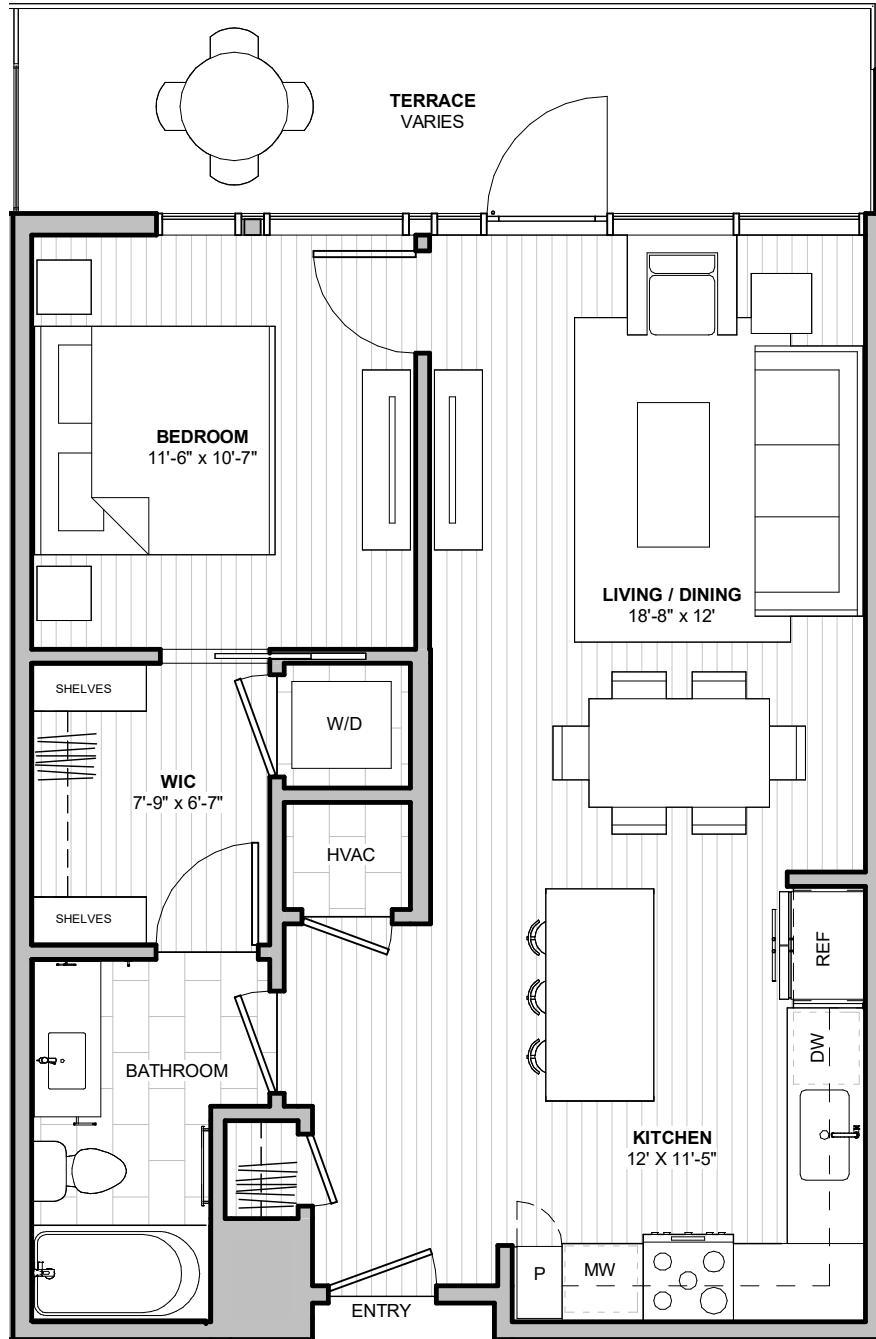 TERRACE
VARIES
BEDROOM
11'-6" x 10'-7"
LIVING / DINING
18'-8" x 12'
SHELVES
W/D
WIC
7'-9" x 6'-7"
HVAC
SHELVES
REF
DW
BATHROOM
KITCHEN
12' X 11'-5"
P
MW
ENTRY